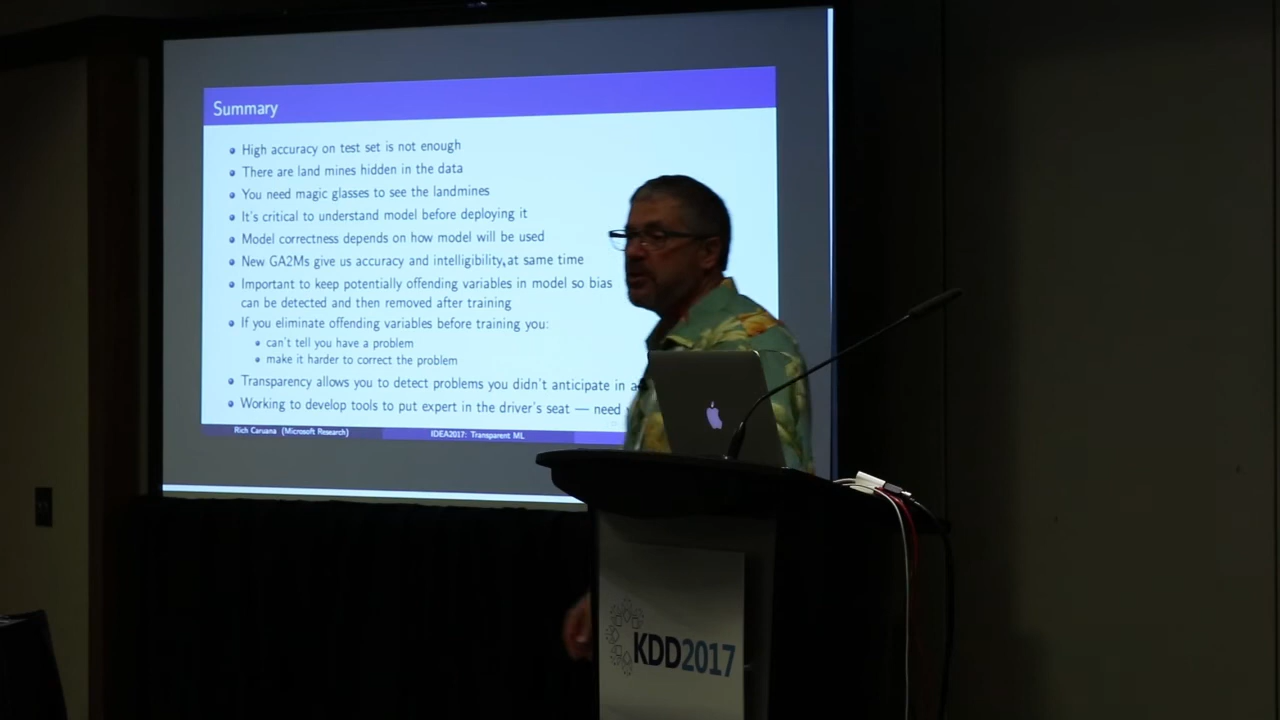 Summary
High accuracy on test set is not enough
There are land mines hidden in the data
You need magic glasses to see the landmines
It's critical to understand model before deploying it
Model correctness depends on how model will be used
New GA2Ms give us accuracy and intelligibility at same time
Important to keep potentially offending variables in model so bias
can be detected and then removed after training
If you eliminate offending variables before training you:
can't tell you have a problem
make it harder to correct the problem
Transparency allows you to detect problems you didn't anticipate in
Working to develop tools to put expert in the driver's seat — need
Rich Caruana (Microsoft Research) IDEA2017: Transparent ML
KDD2017